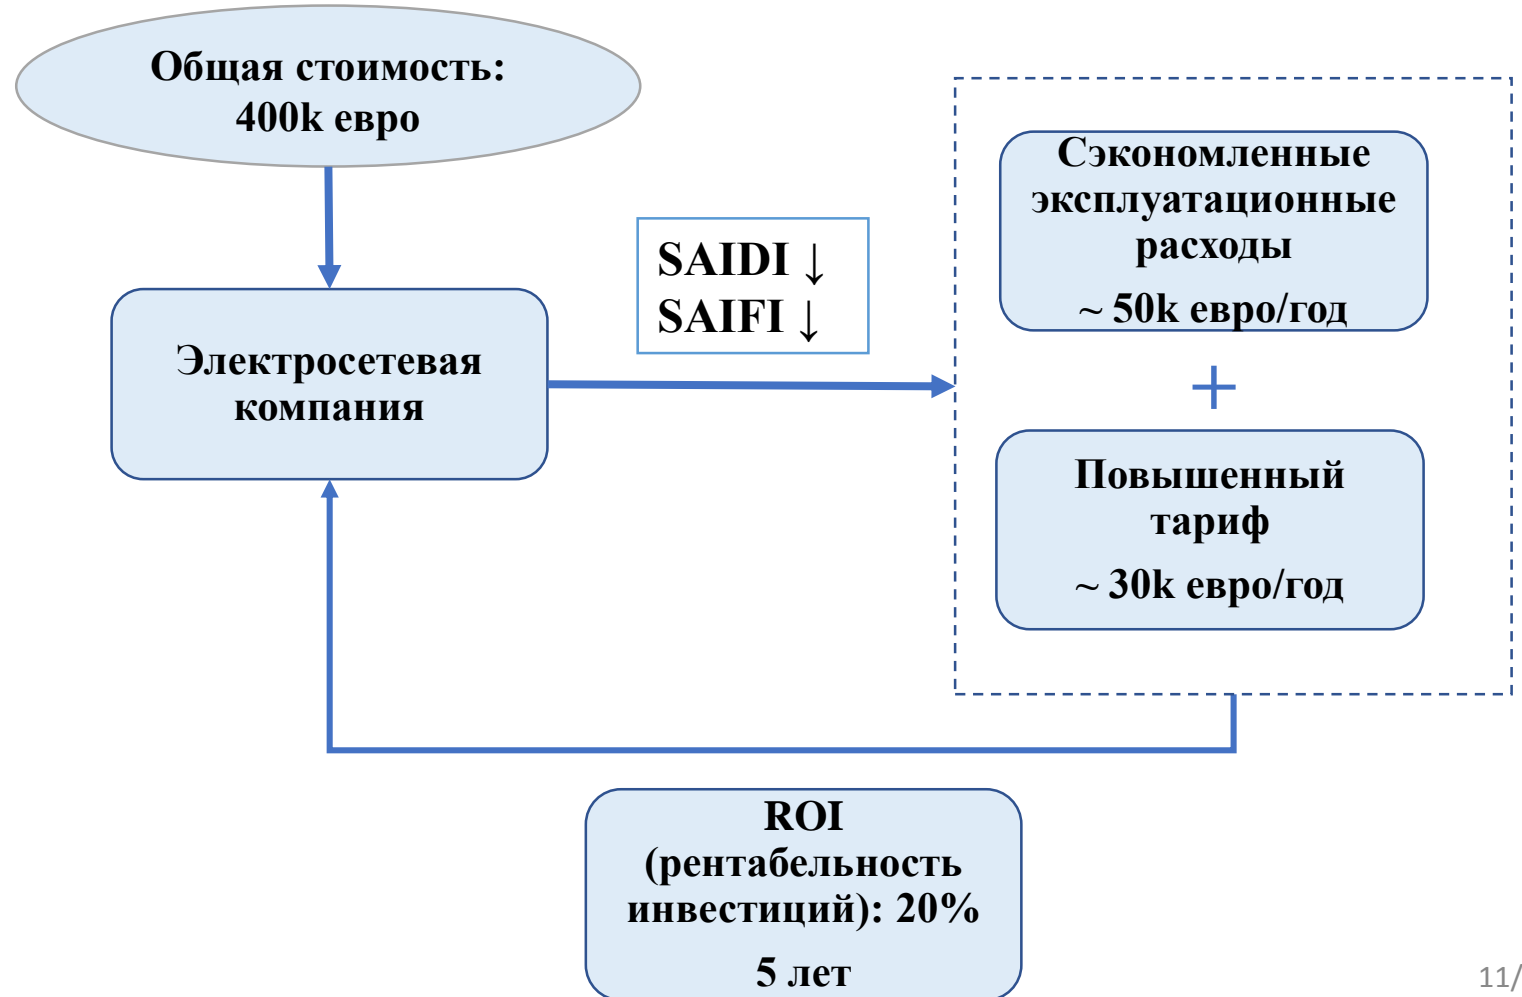 Общая стоимость:
400k евро
Сэкономленные
эксплуатационные
расходы
~ 50k евро/год
SAIDI ↓
SAIFI ↓
Электросетевая
компания
+
Повышенный
тариф
~ 30k евро/год
ROI
(рентабельность
инвестиций): 20%
5 лет
11/